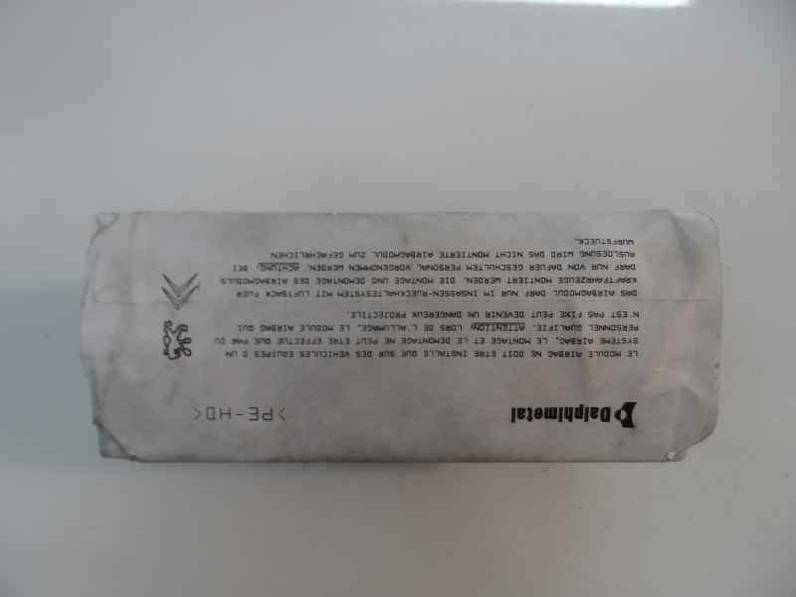 Dalphimetal
>PE-HD<
LE MODULE AIRBAG NE DOIT ETRE INSTALLE QUE SUR DES VEHICULES EQUIPES D UN
SYSTEME AIRBAG, LE MONTAGE ET LE DEMONTAGE NE PEUT ETRE EFFECTUE QUE PAR DU
PERSONNEL QUALIFIE. ATTENTION, LORS DE L'ALLUMAGE, LE MODULE AIRBAG QUI
N'EST PAS FIXE PEUT DEVENIR UN DANGEREUX PROJECTILE.
DAS AIRBAGMODUL DARF NUR IM INSASSEN-RUECKHALTESYSTEM MIT LUFTSACK FUER
KRAFTFAHRZEUGE MONTIERT WERDEN. DIE MONTAGE UND DEMONTAGE DES AIRBAGMODULS
DARF NUR VON DAFUER GESCHULTEM PERSONAL VORGENOMMEN WERDEN. ACHTUNG, BEI
AUSLOESUNG WIRD DAS NICHT MONTIERTE AIRBAGMODUL ZUM GEFAEHRLICHEN
WURFSTUECK.